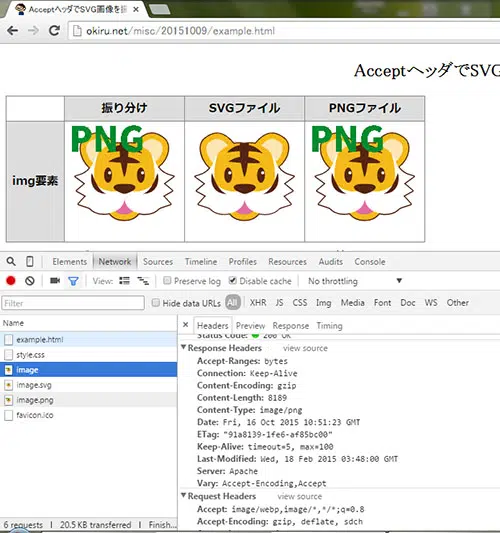 AcceptヘッダでSVG画像を
okiru.net/misc/20151009/example.html
AcceptヘッダでSVG
振り分け SVGファイル PNGファイル
PNG PNG
img要素
Elements Network Sources Timeline Profiles Resources Audits Console
View: Preserve log Disable cache No throttling
Filter Hide data URLs All XHR JS CSS Img Media Font Doc WS Other
Name
Headers Preview Response Timing
example.html
style.css
image
image.svg
image.png
favicon.ico
Status Code: 200 OK
Response Headers view source
Accept-Ranges: bytes
Connection: Keep-Alive
Content-Encoding: gzip
Content-Length: 8189
Content-Type: image/png
Date: Fri, 16 Oct 2015 10:51:23 GMT
ETag: "91a8139-1fe6-af85bc00"
Keep-Alive: timeout=5, max=100
Last-Modified: Wed, 18 Feb 2015 03:48:00 GMT
Server: Apache
Vary: Accept-Encoding,Accept
Request Headers view source
Accept: image/webp,image/*,*/*;q=0.8
Accept-Encoding: gzip, deflate, sdch
6 requests | 20.5 KB transferred | Finish...